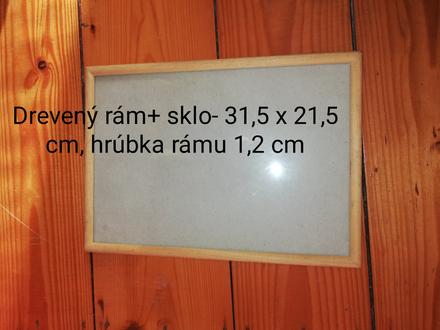 Drevený rám+ sklo- 31,5 x 21,5
cm, hrúbka rámu 1,2 cm